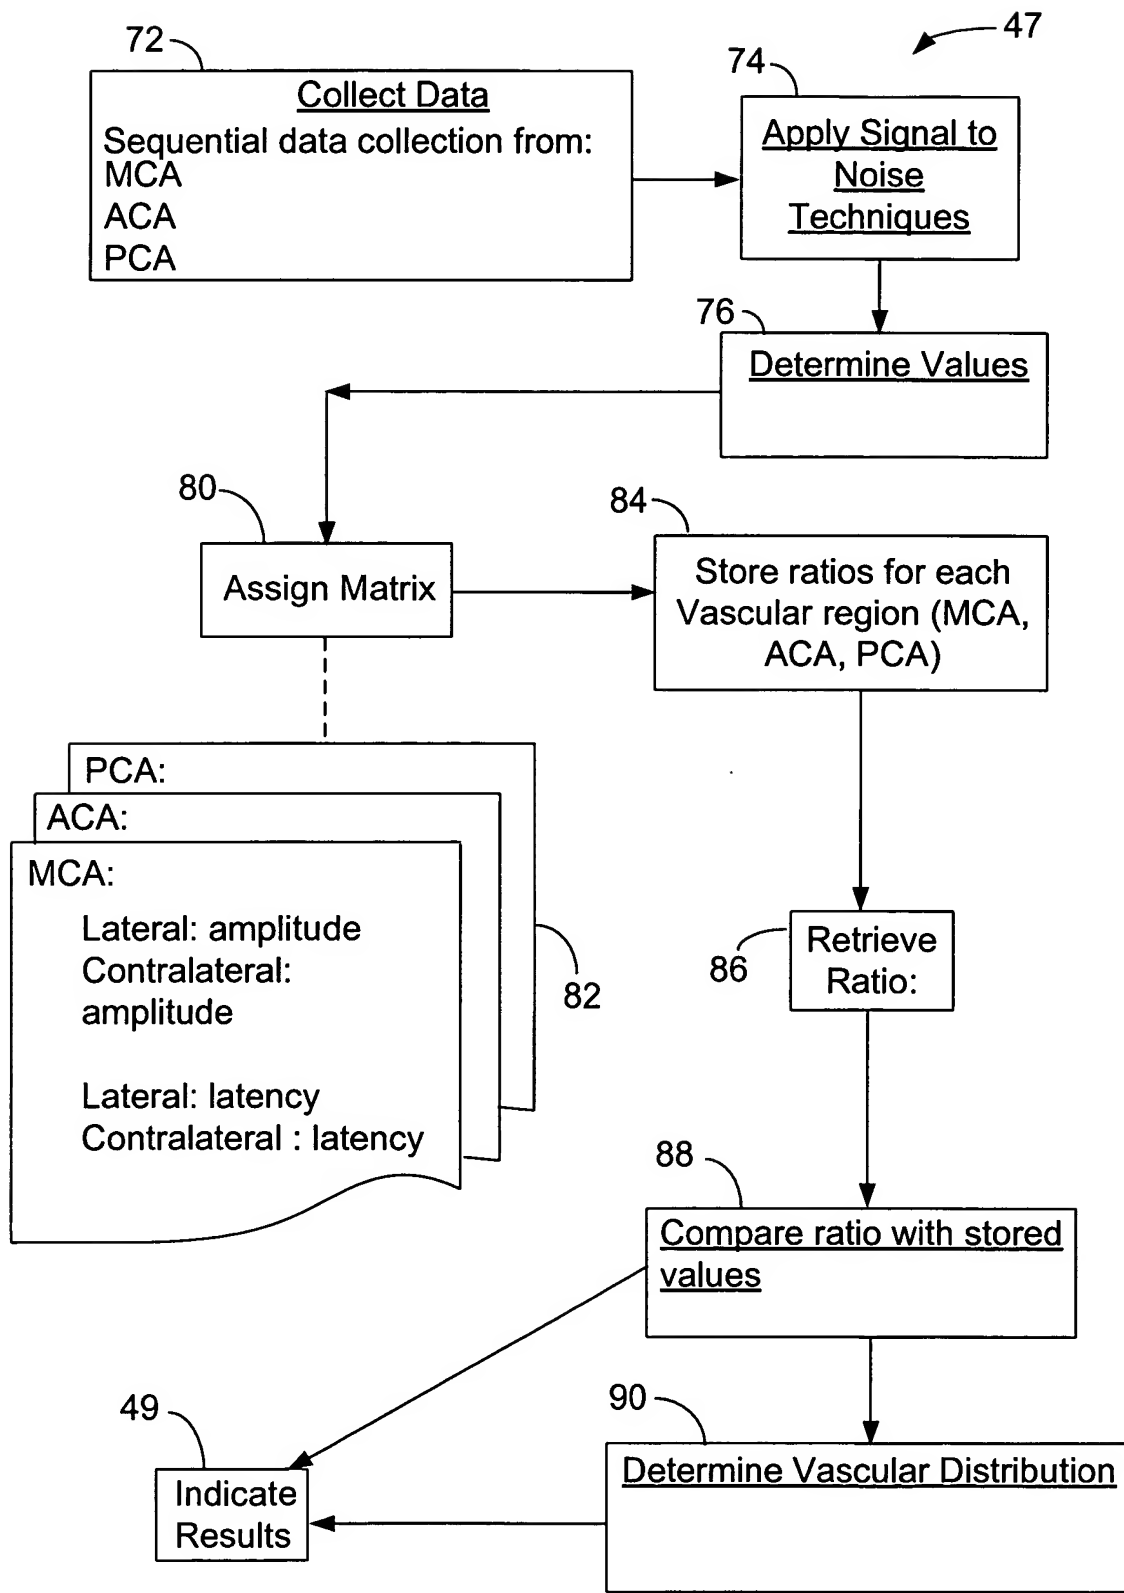 47
72
Collect Data
Sequential data collection from:
MCA
ACA
PCA
74
Apply Signal to
Noise
Techniques
76
Determine Values
80
Assign Matrix
84
Store ratios for each
Vascular region (MCA,
ACA, PCA)
PCA:
ACA:
MCA:
Lateral: amplitude
Contralateral:
amplitude
Lateral: latency
Contralateral : latency
82
86
Retrieve
Ratio:
88
Compare ratio with stored
values
90
Determine Vascular Distribution
49
Indicate
Results